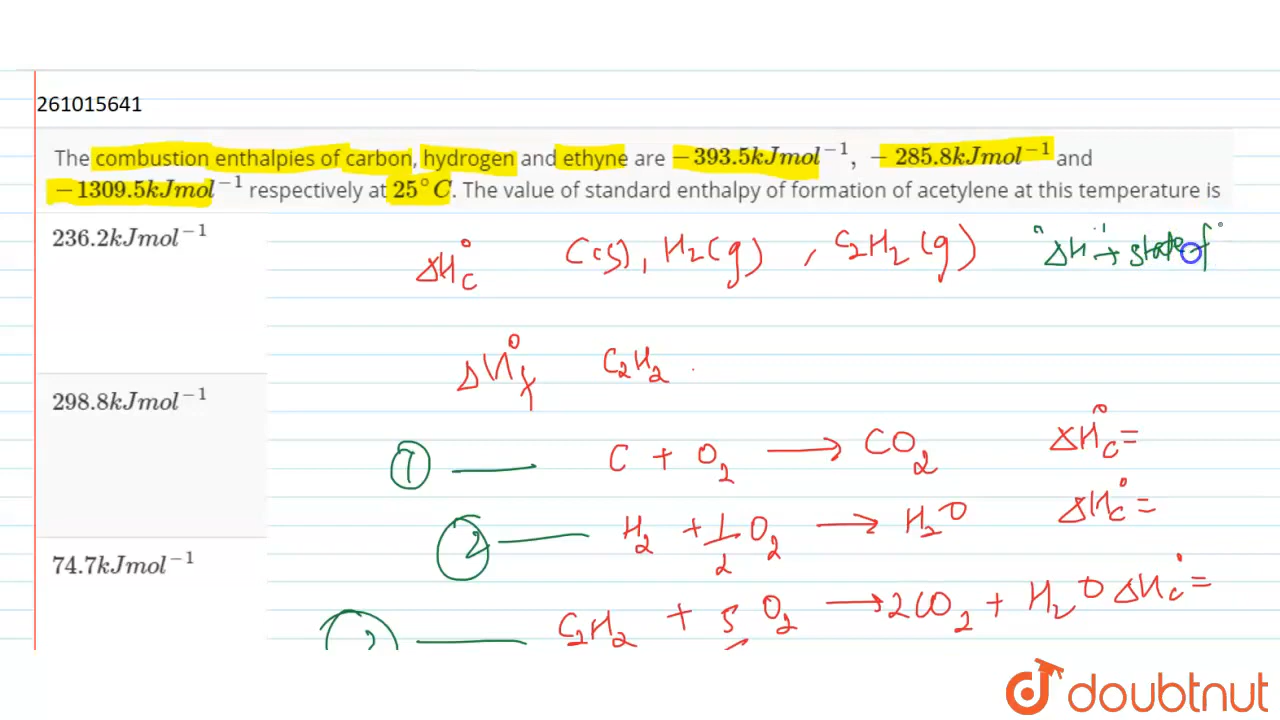 261015641
The combustion enthalpies of carbon, hydrogen and ethyne are −393.5kJmol⁻¹, −285.8kJmol⁻¹ and
−1309.5kJmol⁻¹ respectively at 25°C. The value of standard enthalpy of formation of acetylene at this temperature is
236.2kJmol⁻¹
ΔH°c C(s), H₂(g), C₂H₂(g) "ΔH" → state of
ΔH°f C₂H₂
298.8kJmol⁻¹
① — C + O₂ → CO₂ ΔH°c =
② — H₂ + 1/2 O₂ → H₂O ΔH°c =
74.7kJmol⁻¹
C₂H₂ + 5 O₂ → 2CO₂ + H₂O ΔH°c =
doubtnut